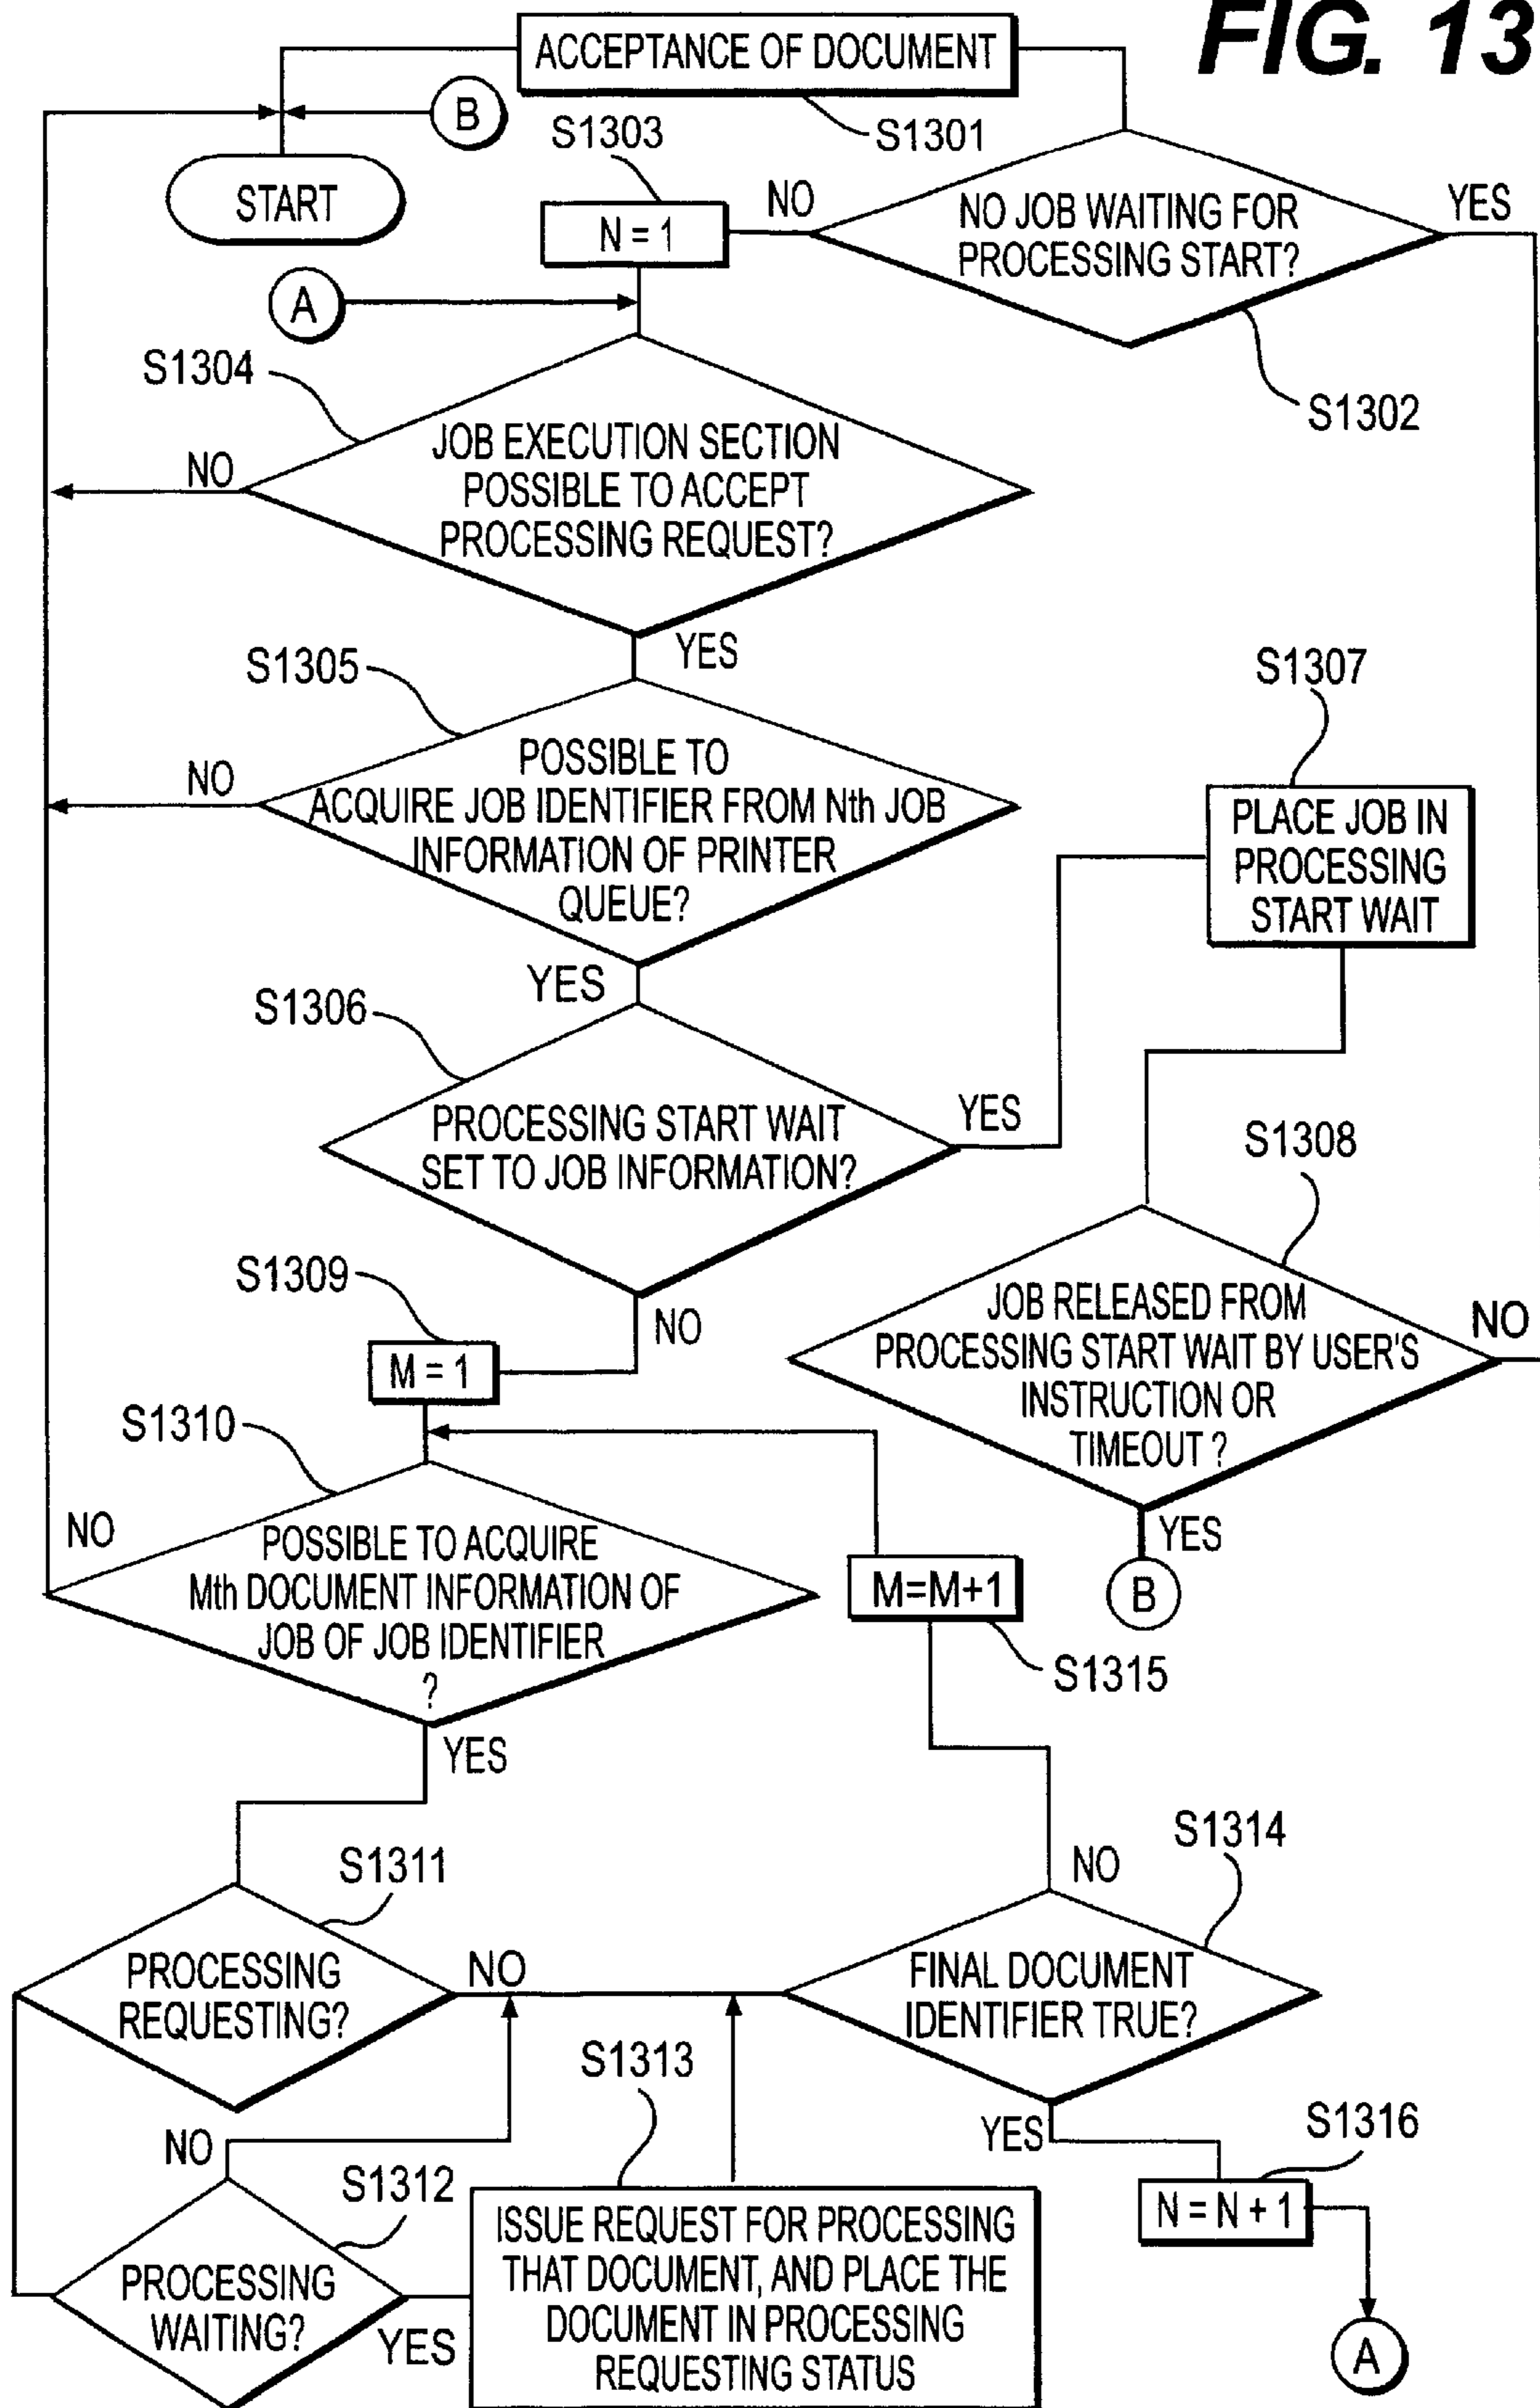 FIG. 13
ACCEPTANCE OF DOCUMENT
B
S1301
S1303
START
N = 1
NO
NO JOB WAITING FOR
PROCESSING START?
YES
A
S1302
S1304
JOB EXECUTION SECTION
POSSIBLE TO ACCEPT
PROCESSING REQUEST?
NO
YES
S1305
S1307
POSSIBLE TO
ACQUIRE JOB IDENTIFIER FROM Nth JOB
INFORMATION OF PRINTER
QUEUE?
NO
PLACE JOB IN
PROCESSING
START WAIT
YES
S1306
PROCESSING START WAIT
SET TO JOB INFORMATION?
YES
S1308
S1309
NO
JOB RELEASED FROM
PROCESSING START WAIT BY USER'S
INSTRUCTION OR
TIMEOUT ?
NO
M = 1
S1310
YES
B
NO
POSSIBLE TO ACQUIRE
Mth DOCUMENT INFORMATION OF
JOB OF JOB IDENTIFIER
?
M=M+1
S1315
YES
S1311
S1314
NO
PROCESSING
REQUESTING?
NO
FINAL DOCUMENT
IDENTIFIER TRUE?
S1313
NO
S1312
YES
S1316
PROCESSING
WAITING?
YES
ISSUE REQUEST FOR PROCESSING
THAT DOCUMENT, AND PLACE THE
DOCUMENT IN PROCESSING
REQUESTING STATUS
N = N + 1
A